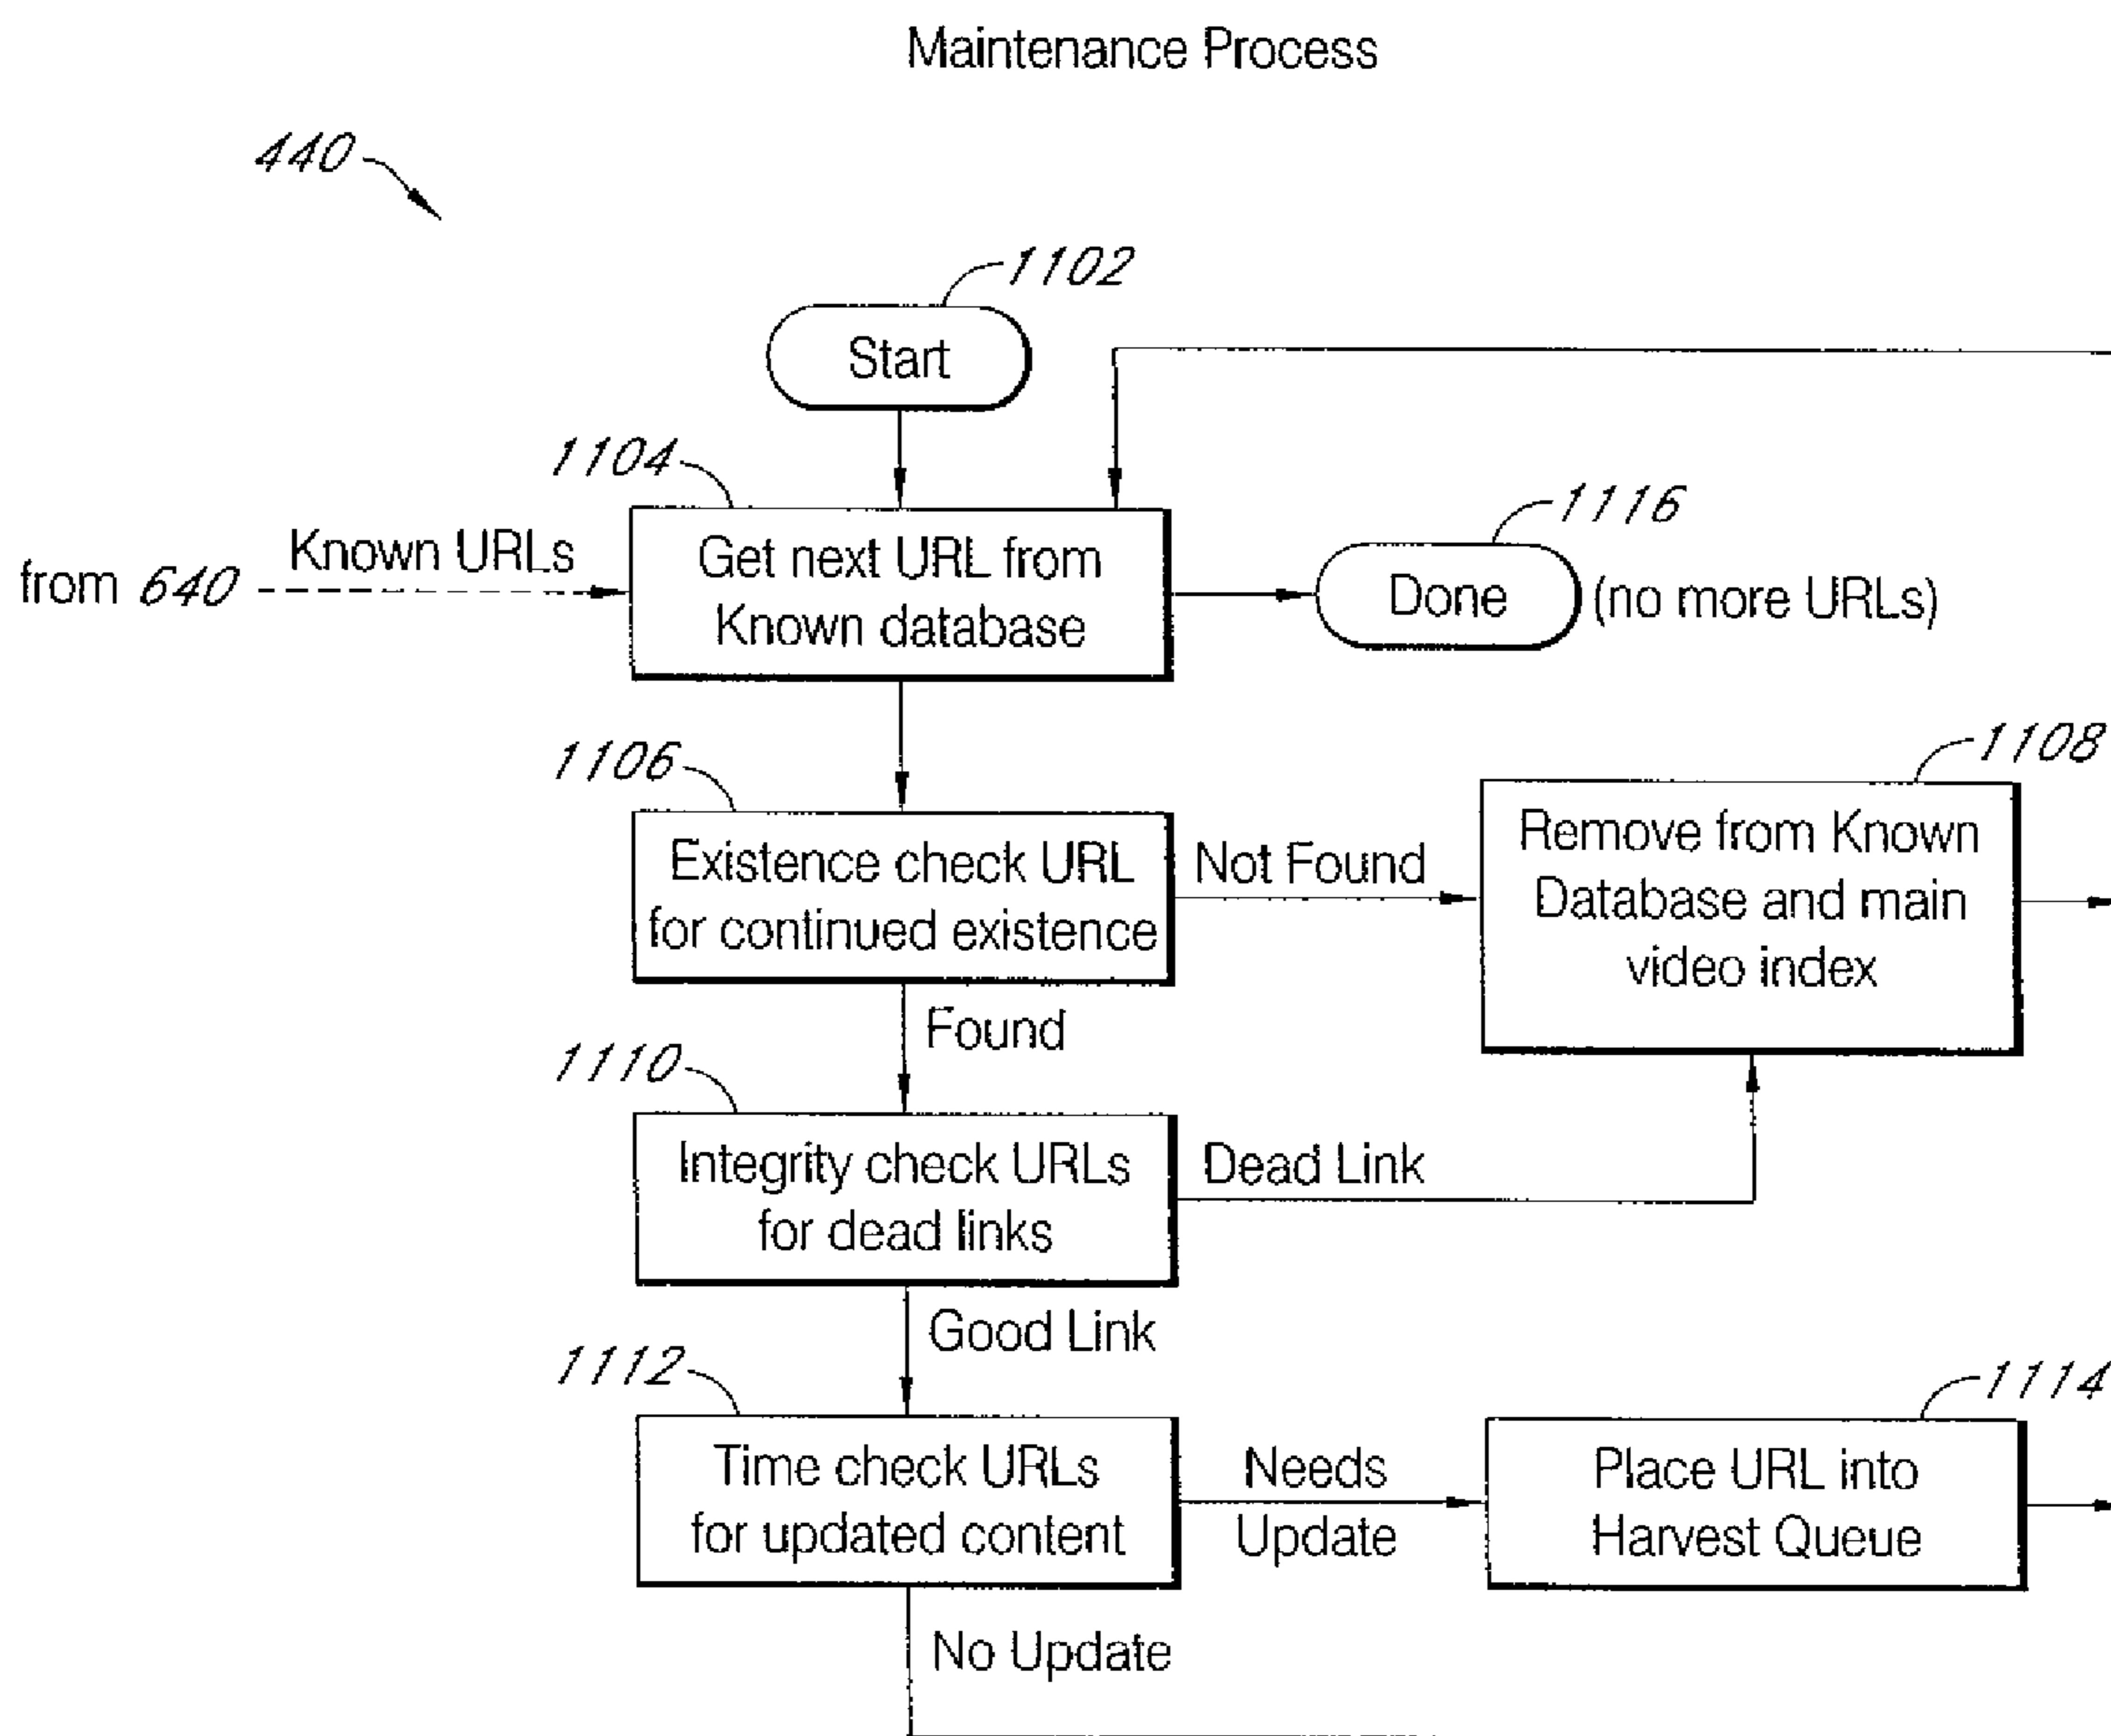 Maintenance Process
440
1102
Start
1104
1116
from 640
Known URLs
Get next URL from
Known database
Done
(no more URLs)
1106
1108
Existence check URL
for continued existence
Not Found
Remove from Known
Database and main
video index
Found
1110
Integrity check URLs
for dead links
Dead Link
Good Link
1112
1114
Time check URLs
for updated content
Needs
Update
Place URL into
Harvest Queue
No Update